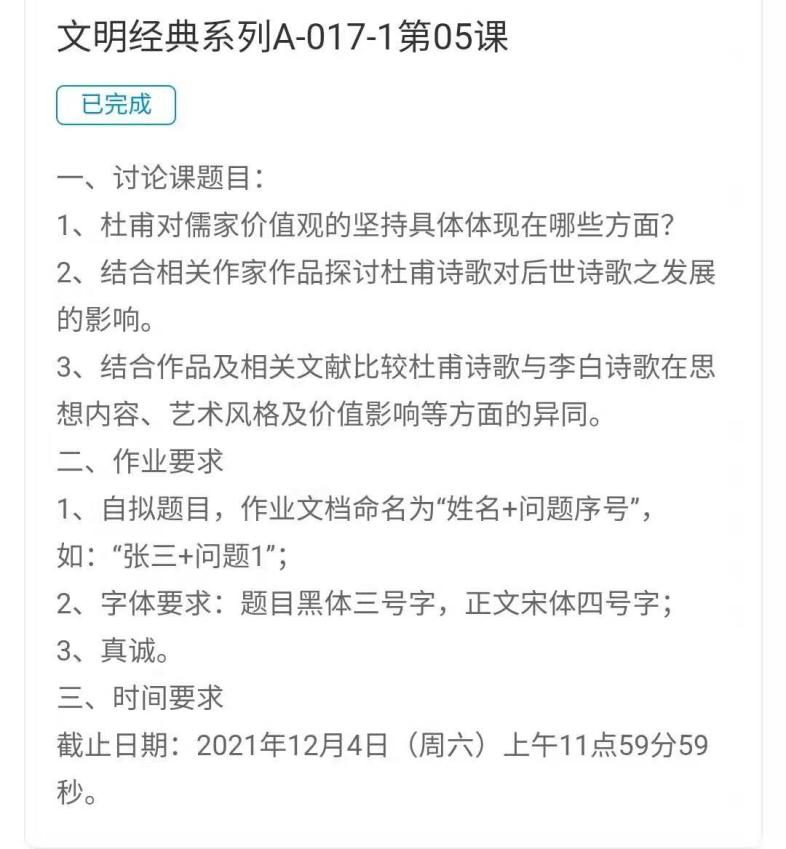 文明经典系列A-017-1第05课
已完成
一、讨论课题目：
1、杜甫对儒家价值观的坚持具体体现在哪些方面？
2、结合相关作家作品探讨杜甫诗歌对后世诗歌之发展
的影响。
3、结合作品及相关文献比较杜甫诗歌与李白诗歌在思
想内容、艺术风格及价值影响等方面的异同。
二、作业要求
1、自拟题目，作业文档命名为“姓名+问题序号”，
如：“张三+问题1”；
2、字体要求：题目黑体三号字，正文宋体四号字；
3、真诚。
三、时间要求
截止日期：2021年12月4日（周六）上午11点59分59
秒。